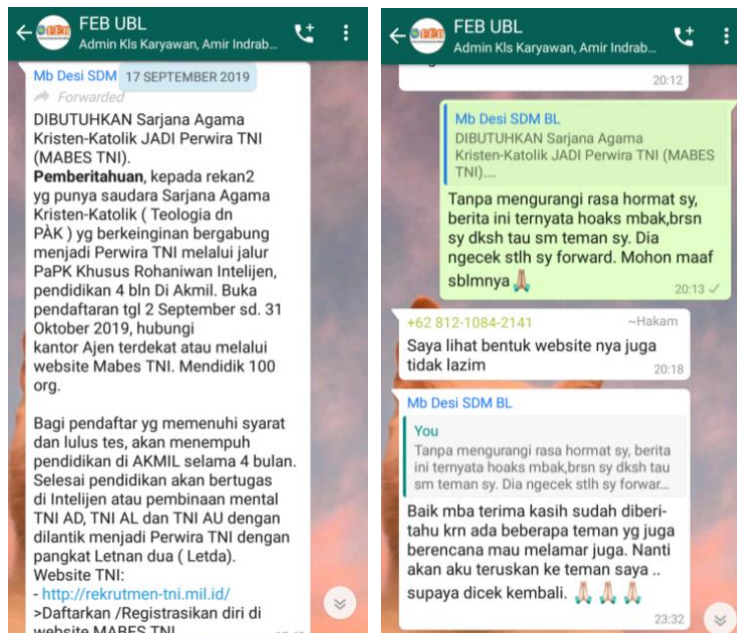 FEB UBL
Admin Kls Karyawan, Amir Indrab...
Mb Desi SDM
17 SEPTEMBER 2019
Forwarded
DIBUTUHKAN Sarjana Agama
Kristen-Katolik JADI Perwira TNI
(MABES TNI).
Pemberitahuan, kepada rekan2
yg punya saudara Sarjana Agama
Kristen-Katolik ( Teologia dn
PÀK ) yg berkeinginan bergabung
menjadi Perwira TNI melalui jalur
PaPK Khusus Rohaniwan Intelijen,
pendidikan 4 bln Di Akmil. Buka
pendaftaran tgl 2 September sd. 31
Oktober 2019, hubungi
kantor Ajen terdekat atau melalui
website Mabes TNI. Mendidik 100
org.
Bagi pendaftar yg memenuhi syarat
dan lulus tes, akan menempuh
pendidikan di AKMIL selama 4 bulan.
Selesai pendidikan akan bertugas
di Intelijen atau pembinaan mental
TNI AD, TNI AL dan TNI AU dengan
dilantik menjadi Perwira TNI dengan
pangkat Letnan dua ( Letda).
Website TNI:
- http://rekrutmen-tni.mil.id/
>Daftarkan /Registrasikan diri di
website MABES TNI
FEB UBL
Admin Kls Karyawan, Amir Indrab...
20:12
Mb Desi SDM BL
DIBUTUHKAN Sarjana Agama
Kristen-Katolik JADI Perwira TNI (MABES
TNI)....
Tanpa mengurangi rasa hormat sy,
berita ini ternyata hoaks mbak,brsn
sy dksh tau sm teman sy. Dia
ngecek stlh sy forward. Mohon maaf
sblmnya 🙏🏻
20:13 ✓
+62 812-1084-2141
~Hakam
Saya lihat bentuk website nya juga
tidak lazim
20:18
Mb Desi SDM BL
You
Tanpa mengurangi rasa hormat sy, berita
ini ternyata hoaks mbak,brsn sy dksh tau
sm teman sy. Dia ngecek stlh sy forwar...
Baik mba terima kasih sudah diberi-
tahu krn ada beberapa teman yg juga
berencana mau melamar juga. Nanti
akan aku teruskan ke teman saya ..
supaya dicek kembali. 🙏🏻 🙏🏻 🙏🏻
23:32